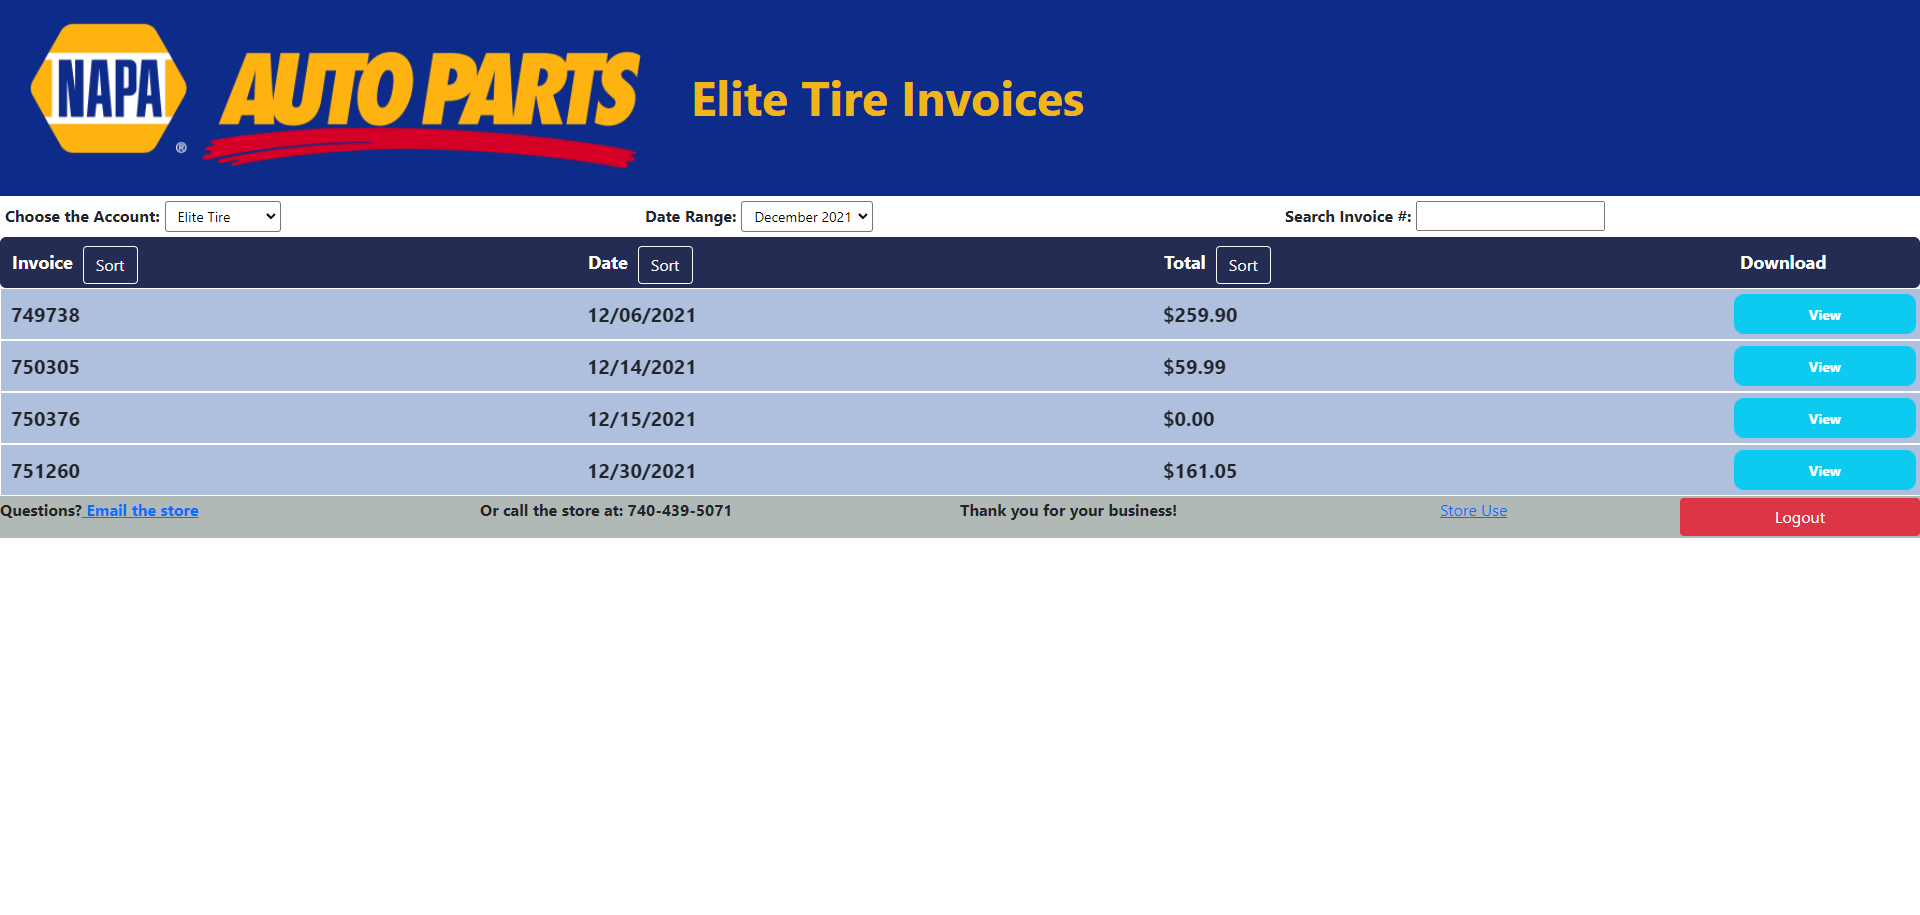 NAPA ® AUTO PARTS
Elite Tire Invoices
Choose the Account: Elite Tire Date Range: December 2021 Search Invoice #:
Invoice Sort Date Sort Total Sort Download
749738 12/06/2021 $259.90 View
750305 12/14/2021 $59.99 View
750376 12/15/2021 $0.00 View
751260 12/30/2021 $161.05 View
Questions? Email the store Or call the store at: 740-439-5071 Thank you for your business! Store Use Logout